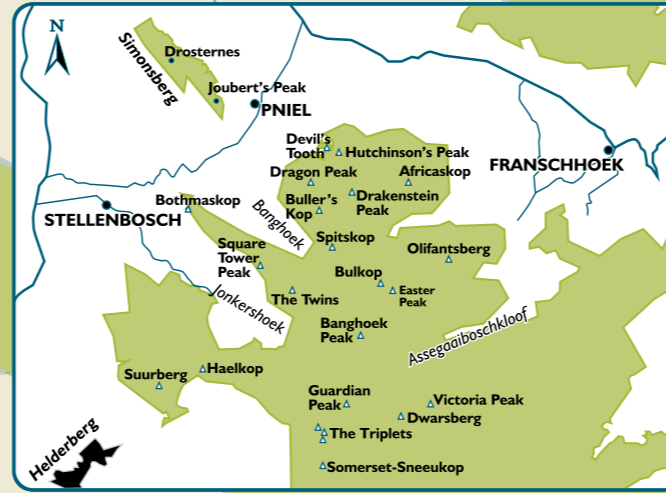 N
Simonsberg
Drosternes
Joubert's Peak
PNIEL
Devil's
Tooth
Hutchinson's Peak
FRANSCHHOEK
Dragon Peak
Africaskop
Drakenstein
Peak
Bothmaskop
STELLENBOSCH
Banghoek
Buller's
Kop
Spitskop
Olifantsberg
Square
Tower
Peak
Bulkop
Easter
Peak
The Twins
Jonkershoek
Banghoek
Peak
Assegaaiboschkloof
Suurberg
Haelkop
Guardian
Peak
Victoria Peak
Dwarsberg
The Triplets
Helderberg
Somerset-Sneeukop